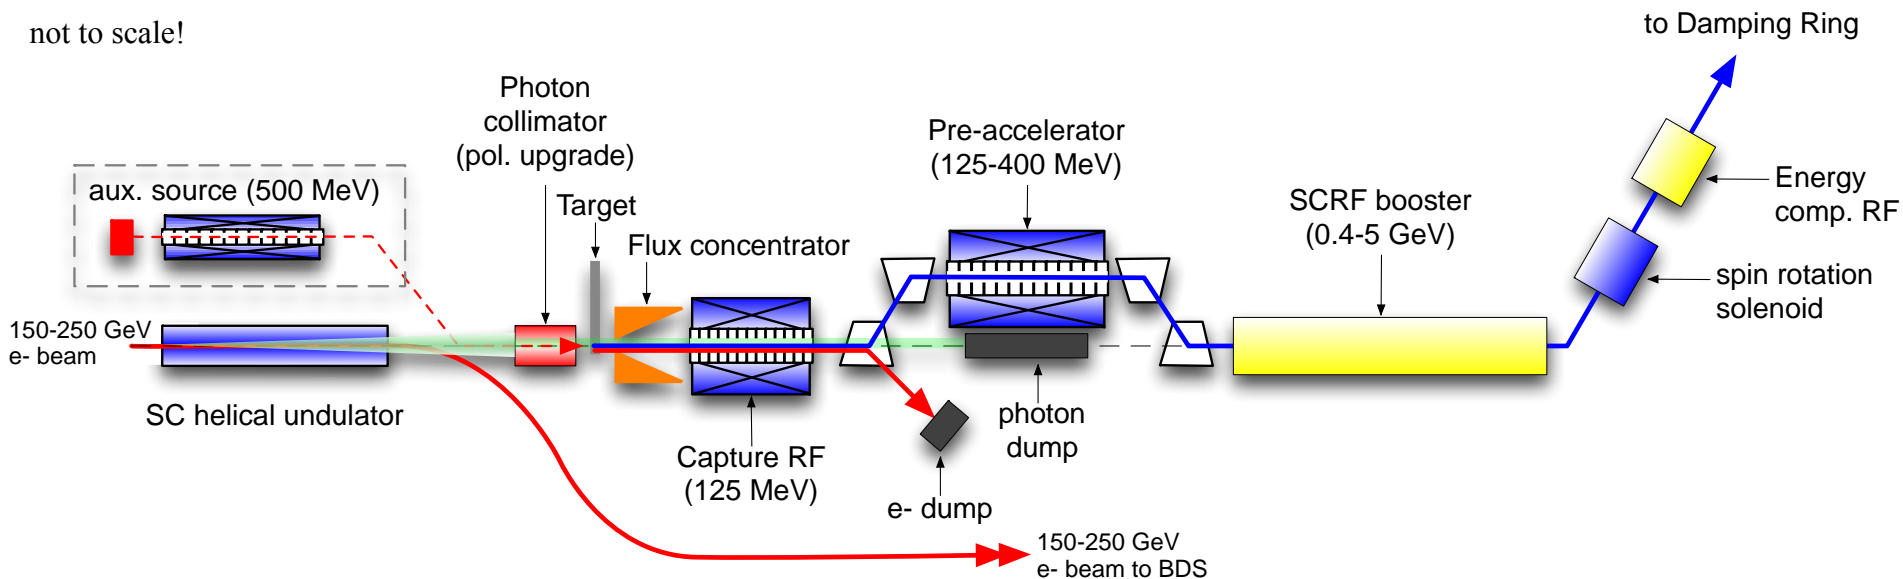 not to scale!
to Damping Ring
Photon
collimator
(pol. upgrade)
Pre-accelerator
(125-400 MeV)
aux. source (500 MeV)
Target
Flux concentrator
SCRF booster
(0.4-5 GeV)
Energy
comp. RF
spin rotation
solenoid
150-250 GeV
e- beam
SC helical undulator
Capture RF
(125 MeV)
photon
dump
e- dump
150-250 GeV
e- beam to BDS